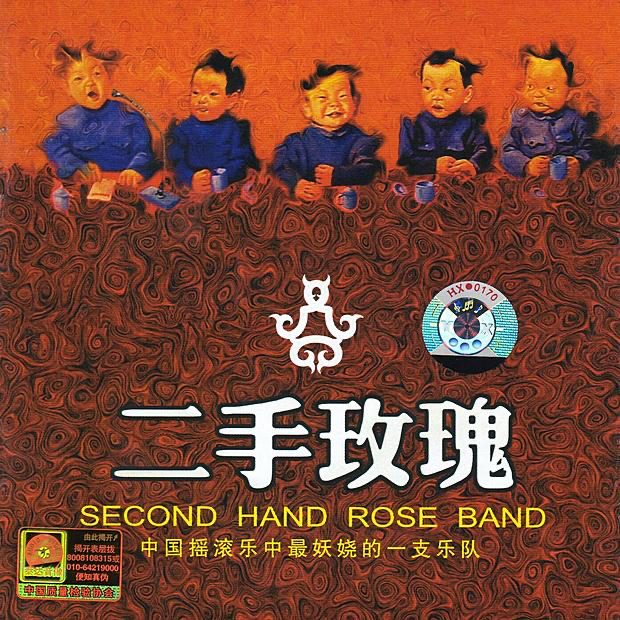 HX●0170
二手玫瑰
SECOND HAND ROSE BAND
中国摇滚乐中最妖娆的一支乐队
由此揭开
揭开表层拨
8008108315或
010-64219000
便知真伪
中国质量检验协会